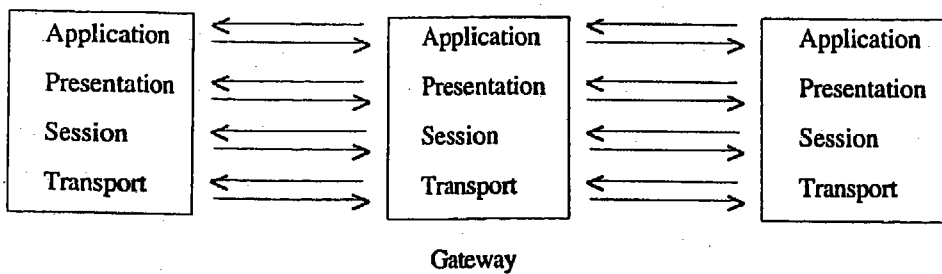 Application
Presentation
Session
Transport
Application
Presentation
Session
Transport
Application
Presentation
Session
Transport
Gateway